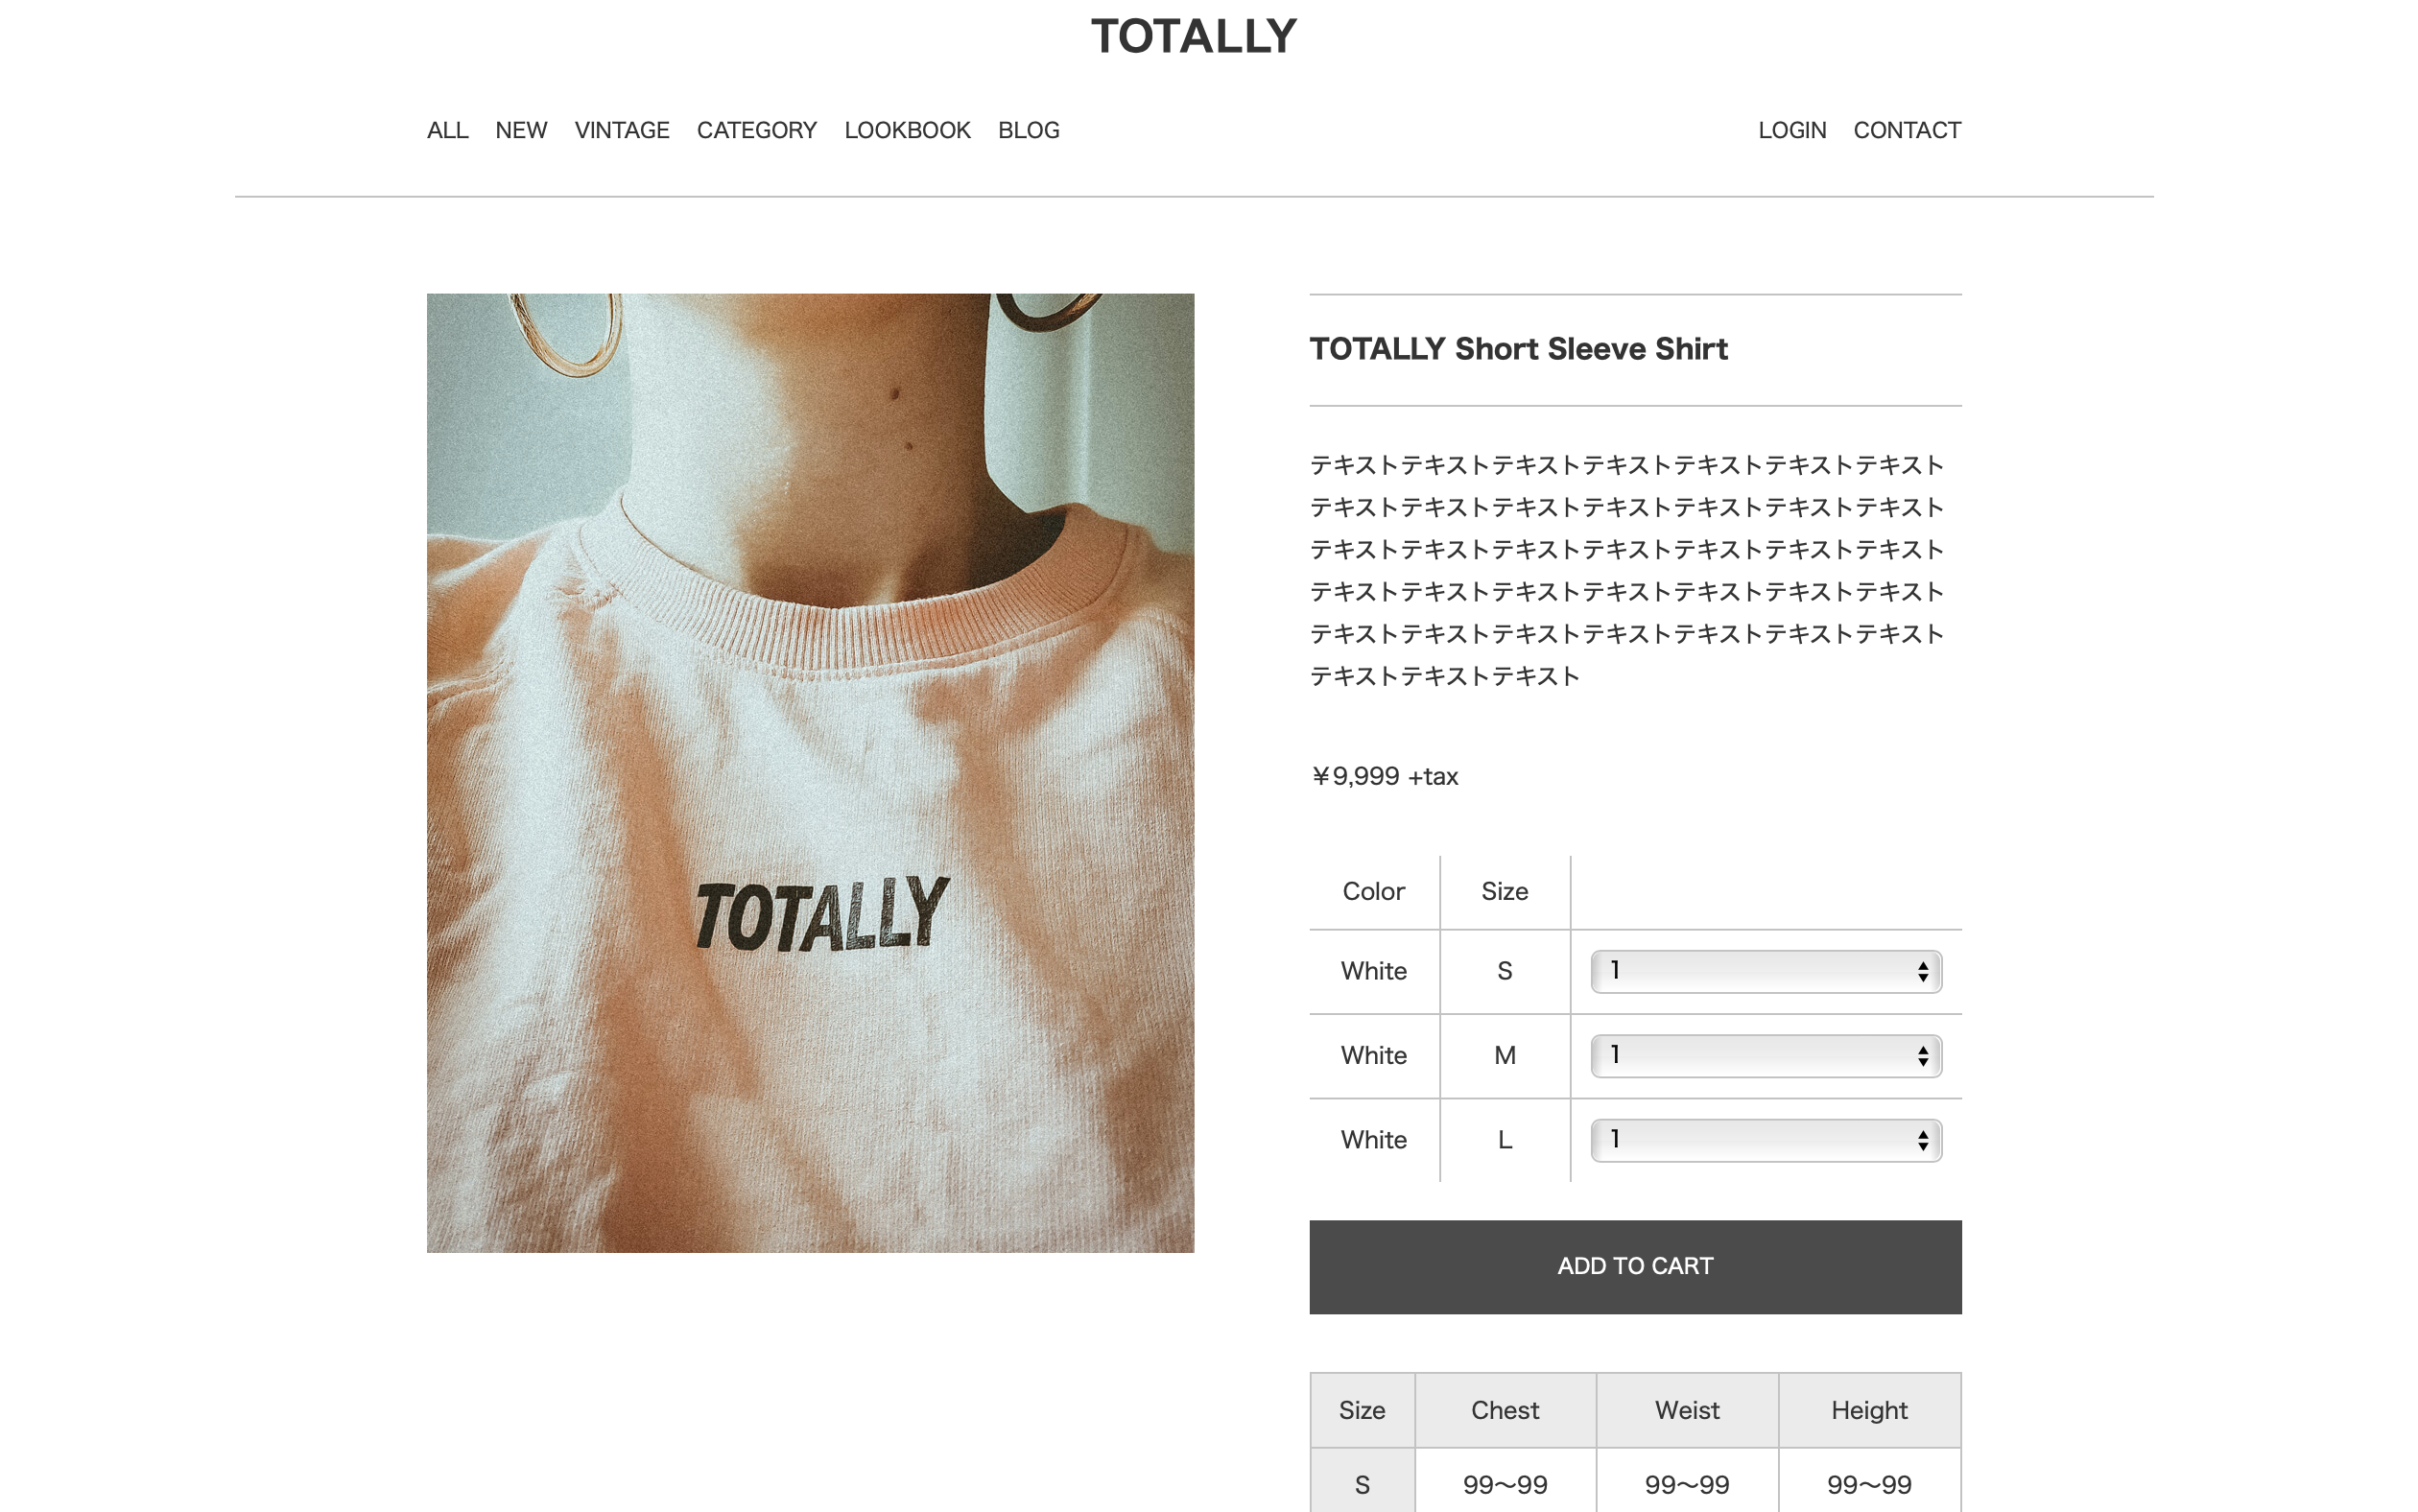 TOTALLY
ALL NEW VINTAGE CATEGORY LOOKBOOK BLOG LOGIN CONTACT
TOTALLY
TOTALLY Short Sleeve Shirt
テキストテキストテキストテキストテキストテキストテキスト
テキストテキストテキストテキストテキストテキストテキスト
テキストテキストテキストテキストテキストテキストテキスト
テキストテキストテキストテキストテキストテキストテキスト
テキストテキストテキストテキストテキストテキストテキスト
テキストテキストテキスト
￥9,999 +tax
Color Size
White S 1
White M 1
White L 1
ADD TO CART
Size Chest Weist Height
S 99〜99 99〜99 99〜99